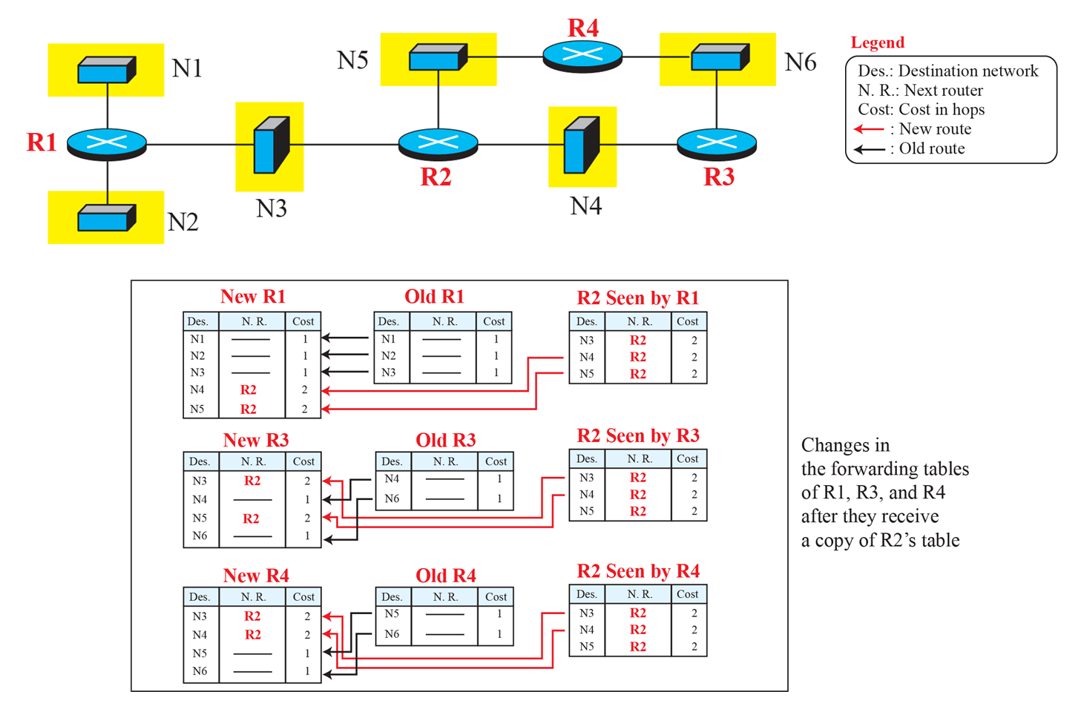 R4
N1
N5
N6
R1
R2
R3
N2
N3
N4
Legend
Des.: Destination network
N. R.: Next router
Cost: Cost in hops
: New route
: Old route
New R1
Des. N. R. Cost
N1 1
N2 1
N3 1
N4 R2 2
N5 R2 2
Old R1
Des. N. R. Cost
N1 1
N2 1
N3 1
R2 Seen by R1
Des. N. R. Cost
N3 R2 2
N4 R2 2
N5 R2 2
New R3
Des. N. R. Cost
N3 R2 2
N4 1
N5 R2 2
N6 1
Old R3
Des. N. R. Cost
N4 1
N6 1
R2 Seen by R3
Des. N. R. Cost
N3 R2 2
N4 R2 2
N5 R2 2
New R4
Des. N. R. Cost
N3 R2 2
N4 R2 2
N5 1
N6 1
Old R4
Des. N. R. Cost
N5 1
N6 1
R2 Seen by R4
Des. N. R. Cost
N3 R2 2
N4 R2 2
N5 R2 2
Changes in
the forwarding tables
of R1, R3, and R4
after they receive
a copy of R2’s table